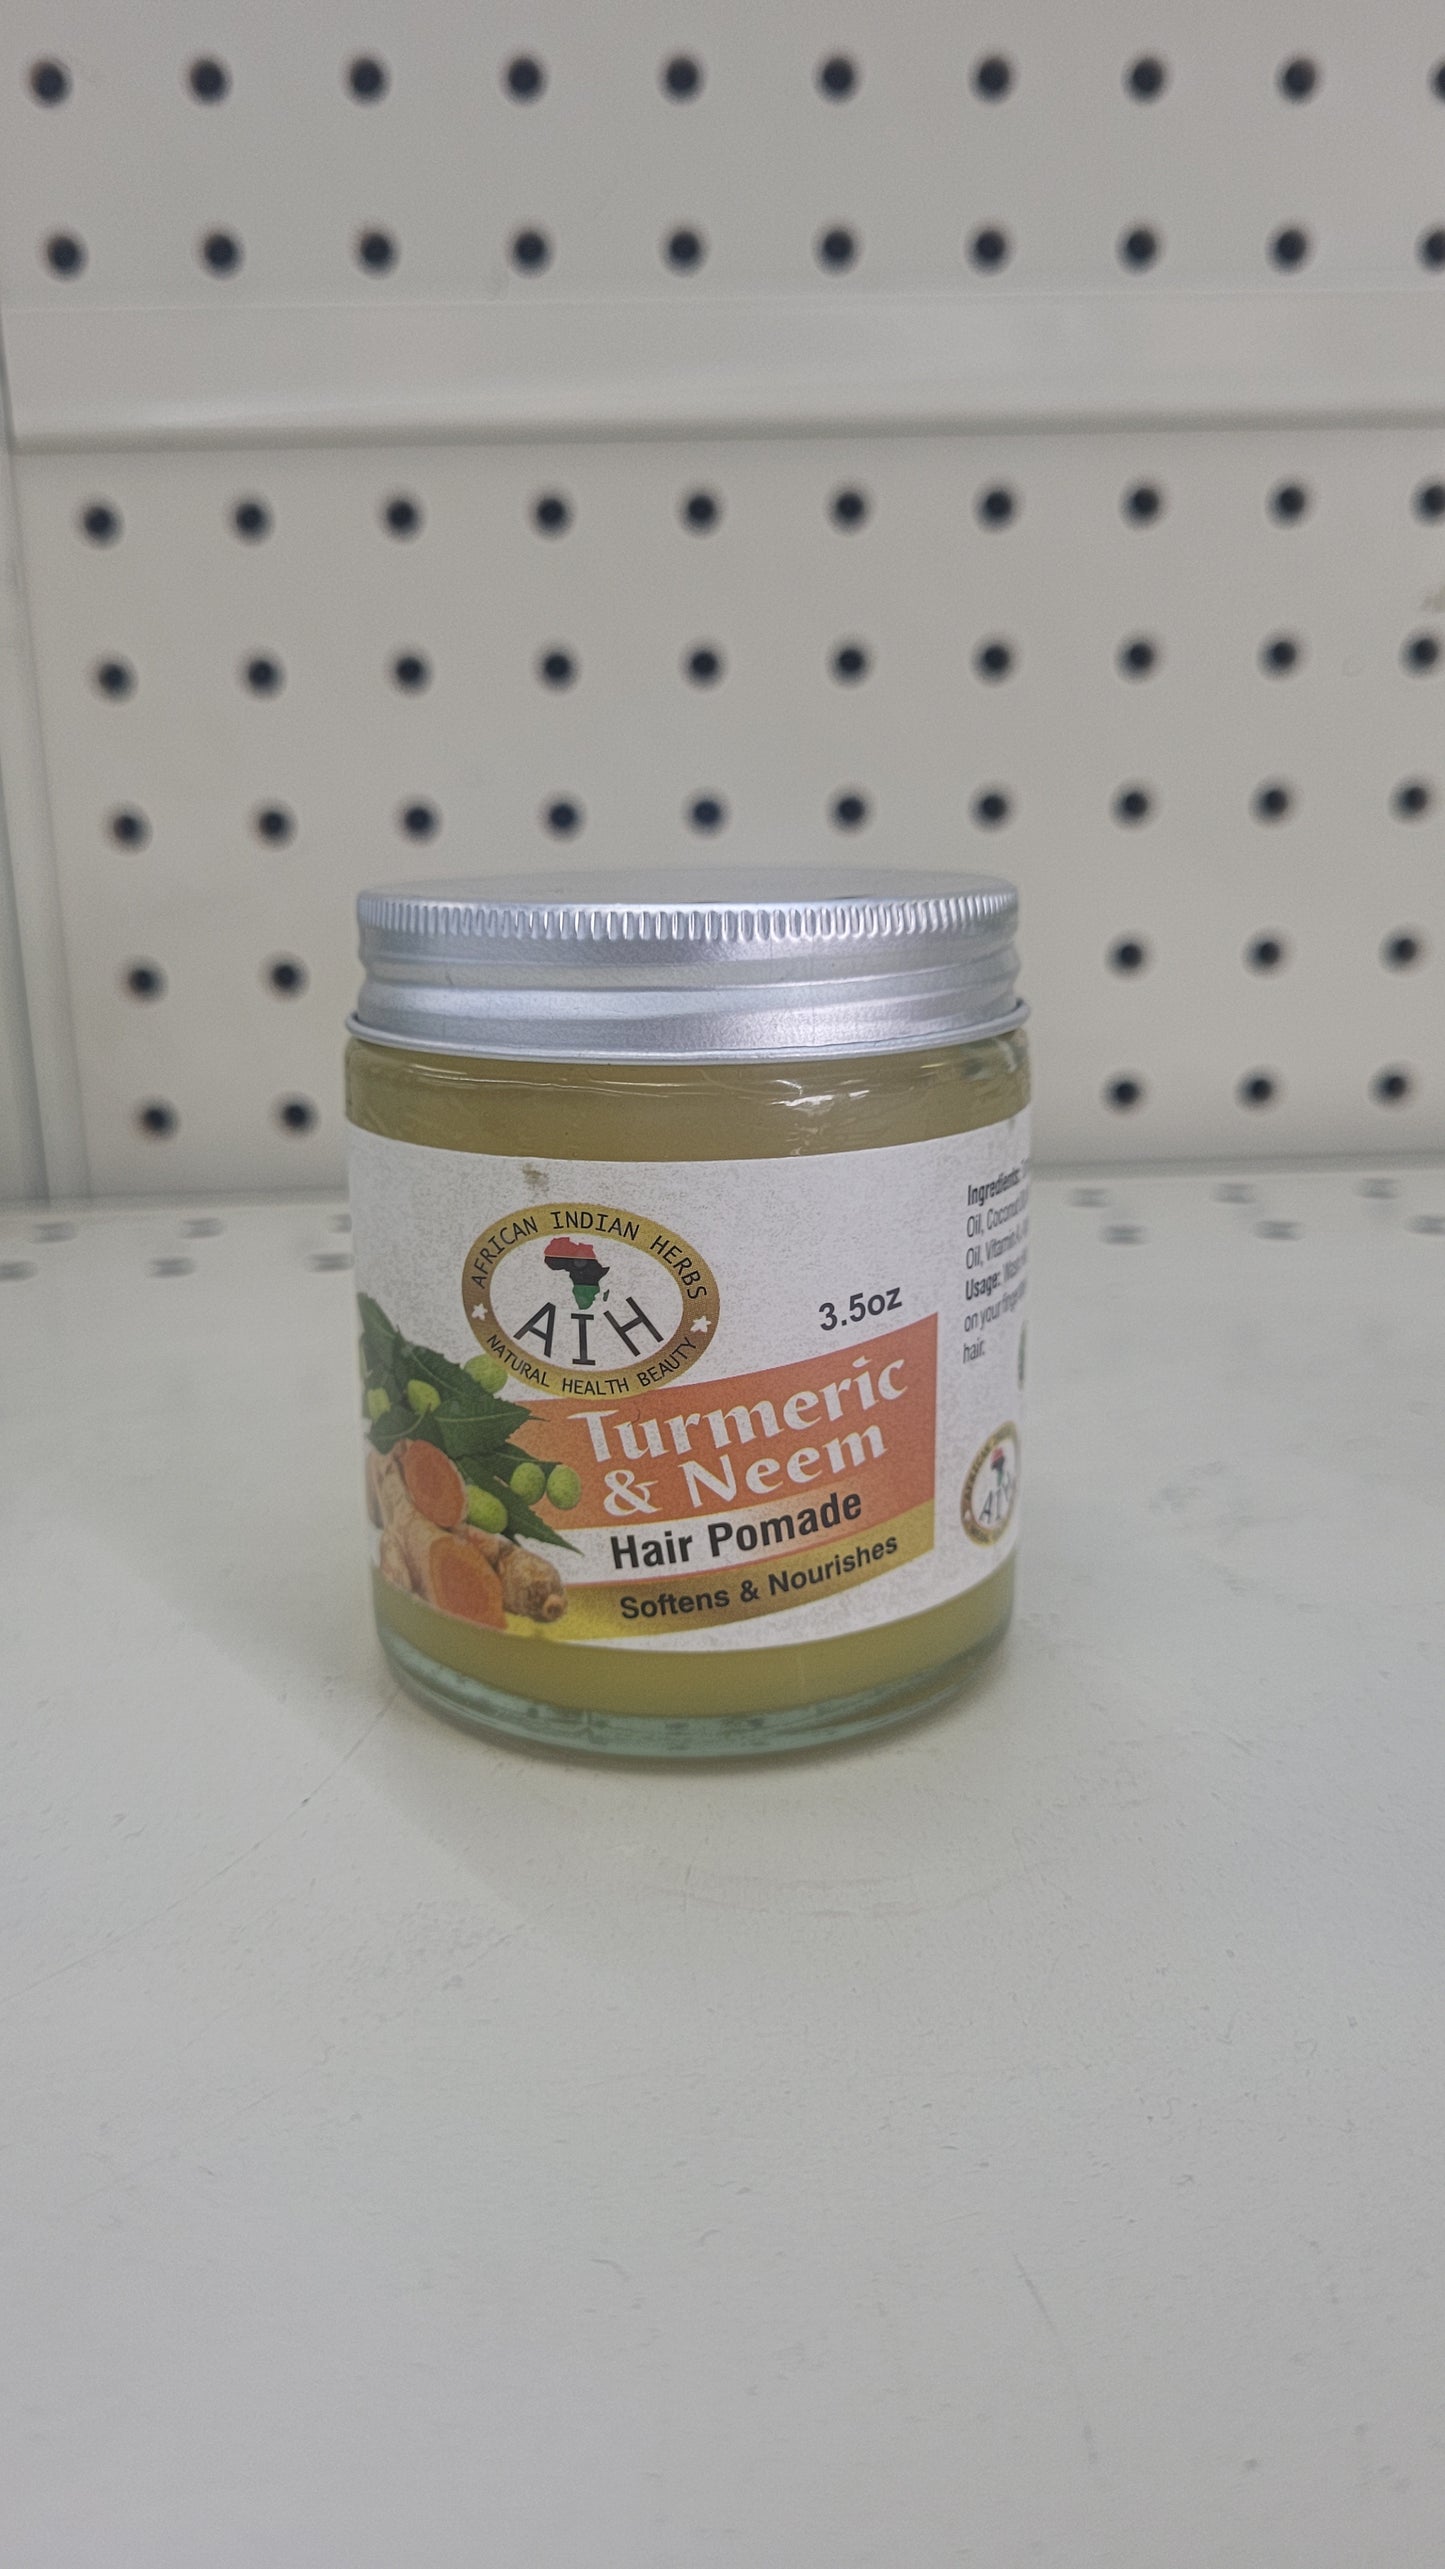 AFRICAN INDIAN HERBS
AIH
NATURAL HEALTH BEAUTY
3.5oz
Turmeric
& Neem
Hair Pomade
Softens & Nourishes
Ingredients:
Oil, Coconut
Oil, Vitamin
Usage:
on your
hair.
AIH